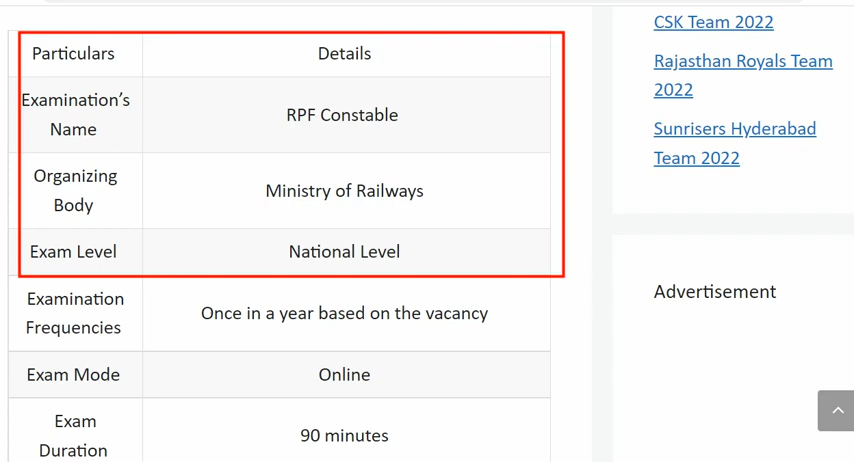 Particulars Details
Examination’s
Name
RPF Constable
Organizing
Body
Ministry of Railways
Exam Level National Level
Examination
Frequencies
Once in a year based on the vacancy
Exam Mode Online
Exam
Duration
90 minutes
CSK Team 2022
Rajasthan Royals Team
2022
Sunrisers Hyderabad
Team 2022
Advertisement